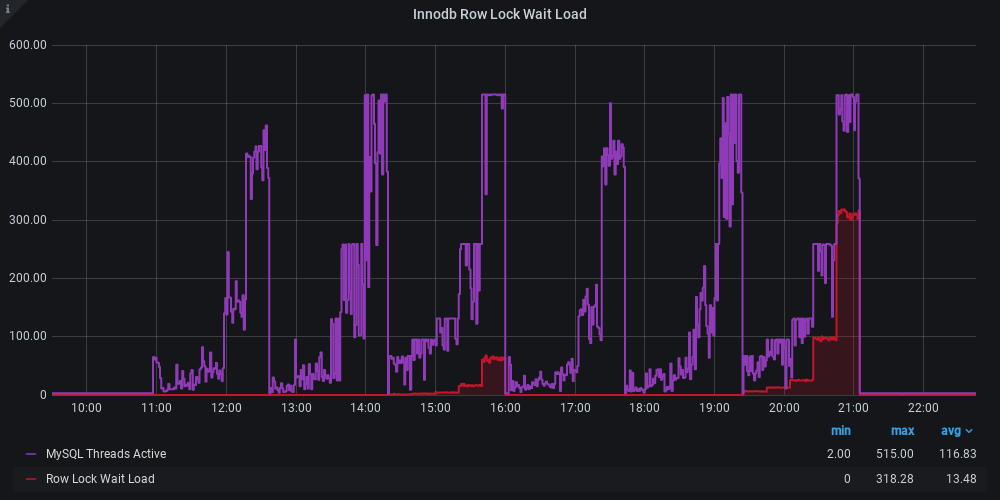 i
Innodb Row Lock Wait Load
600.00
500.00
400.00
300.00
200.00
100.00
0
10:00 11:00 12:00 13:00 14:00 15:00 16:00 17:00 18:00 19:00 20:00 21:00 22:00
min max avg
MySQL Threads Active 2.00 515.00 116.83
Row Lock Wait Load 0 318.28 13.48